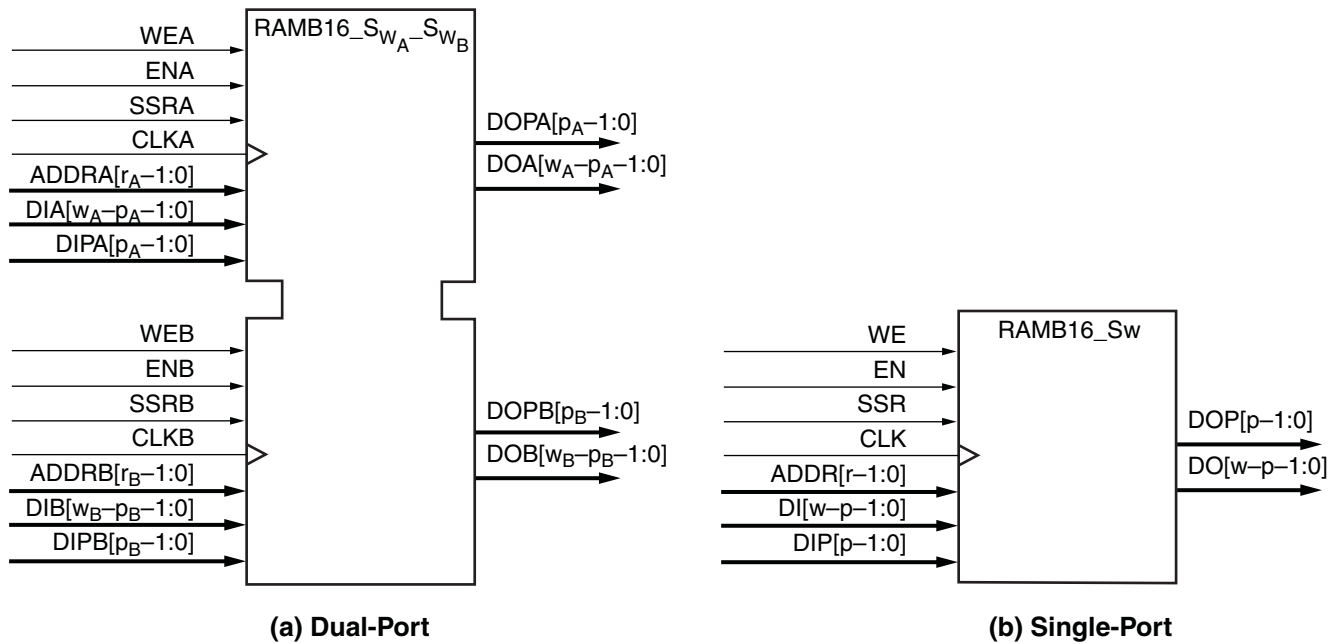 RAMB16_SWA_SWB
WEA
ENA
SSRA
CLKA
ADDRA[rA–1:0]
DIA[wA–pA–1:0]
DIPA[pA–1:0]
DOPA[pA–1:0]
DOA[wA–pA–1:0]
WEB
ENB
SSRB
CLKB
ADDRB[rB–1:0]
DIB[wB–pB–1:0]
DIPB[pB–1:0]
DOPB[pB–1:0]
DOB[wB–pB–1:0]
(a) Dual-Port
RAMB16_Sw
WE
EN
SSR
CLK
ADDR[r–1:0]
DI[w–p–1:0]
DIP[p–1:0]
DOP[p–1:0]
DO[w–p–1:0]
(b) Single-Port